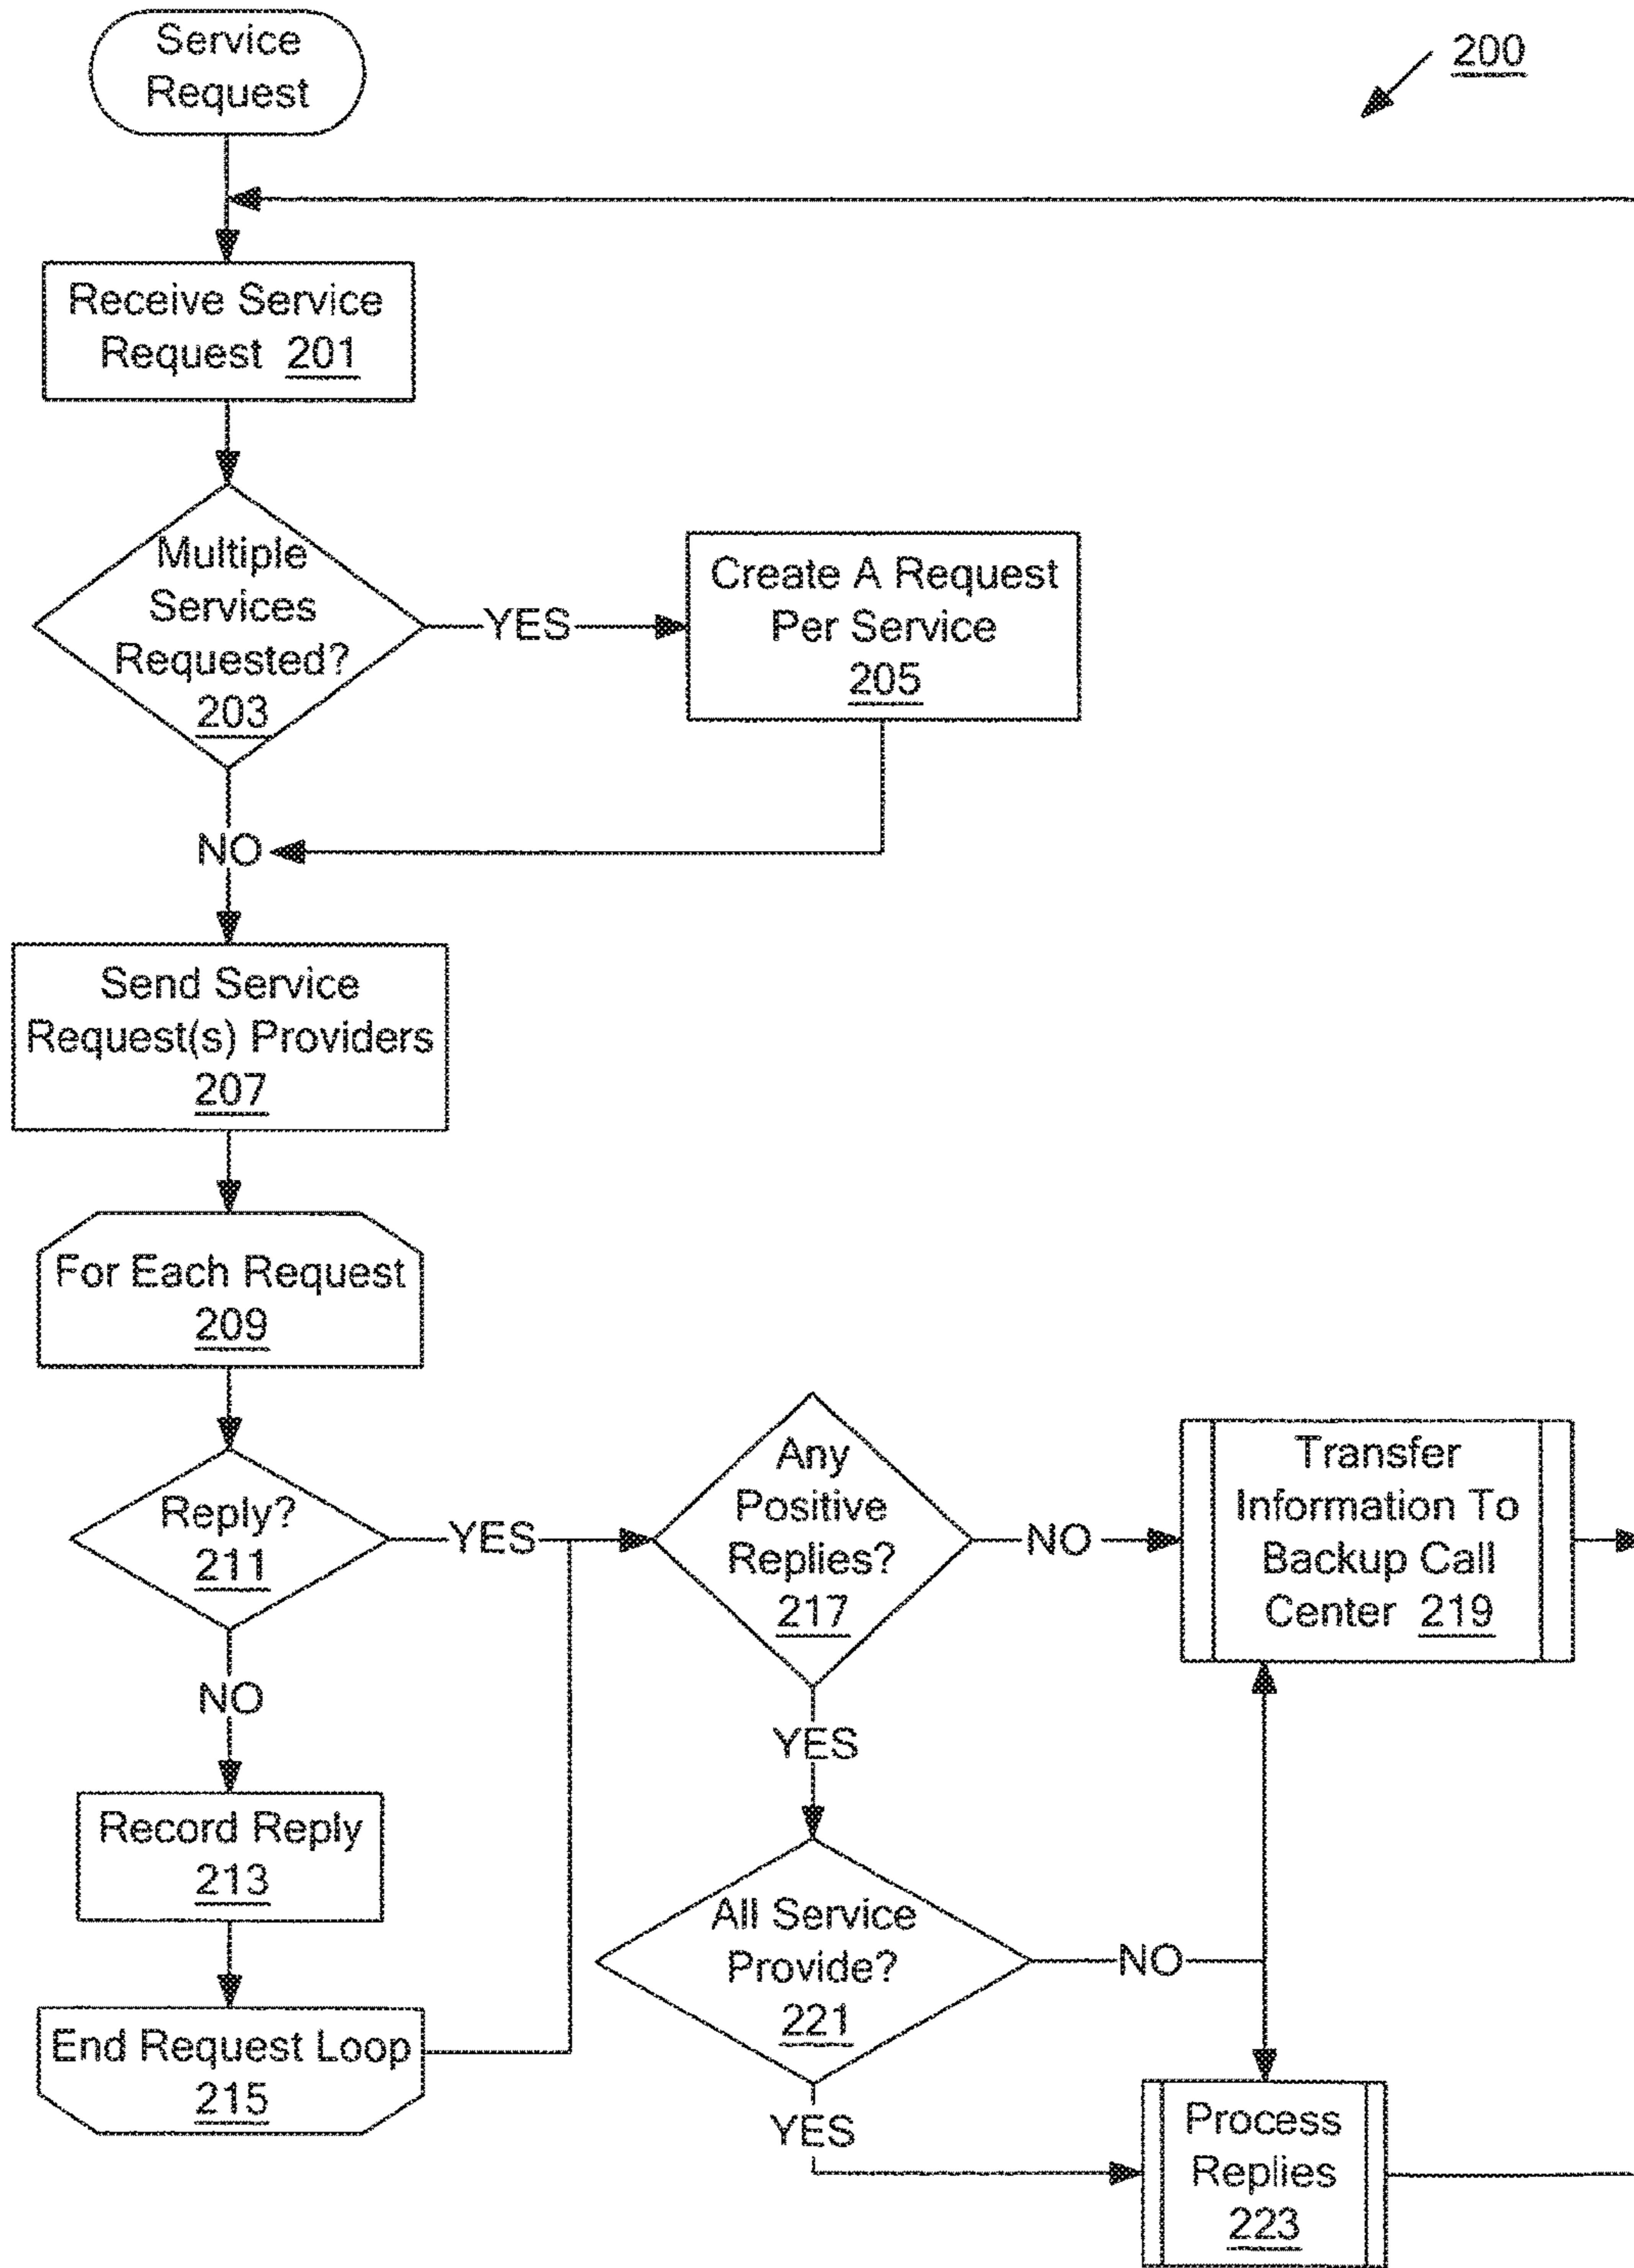 Service
Request
200
Receive Service
Request 201
Multiple
Services
Requested?
203
YES
Create A Request
Per Service
205
NO
Send Service
Request(s) Providers
207
For Each Request
209
Reply?
211
YES
Any
Positive
Replies?
217
NO
Transfer
Information To
Backup Call
Center 219
NO
YES
Record Reply
213
All Service
Provide?
221
NO
End Request Loop
215
YES
Process
Replies
223